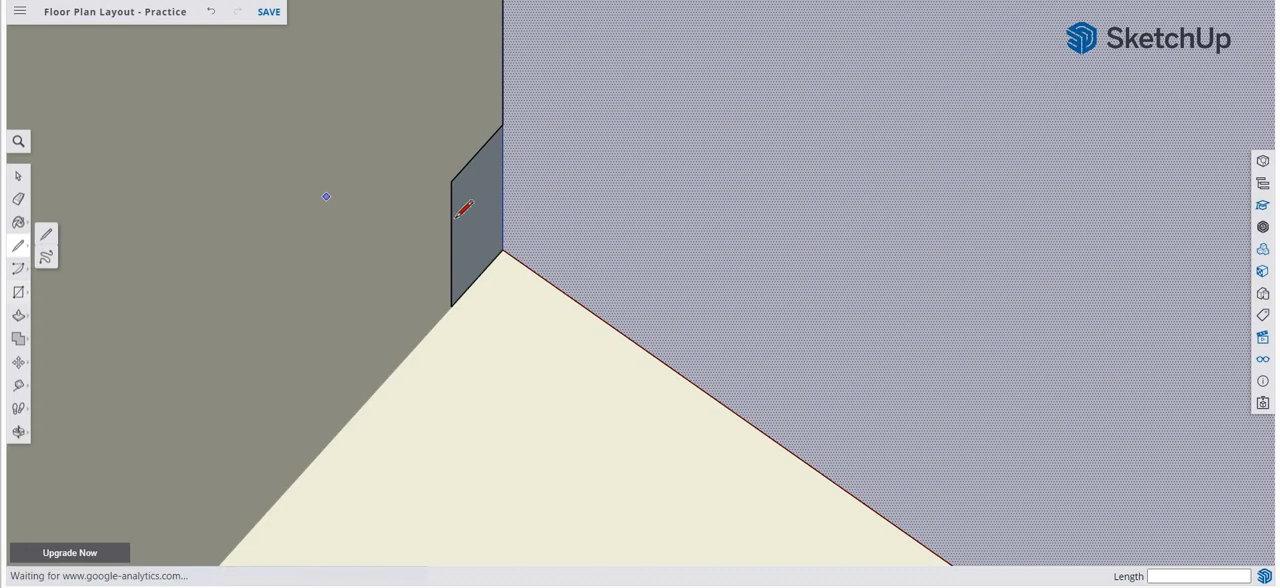 Floor Plan Layout - Practice
SAVE
SketchUp
Upgrade Now
Waiting for www.google-analytics.com...
Length